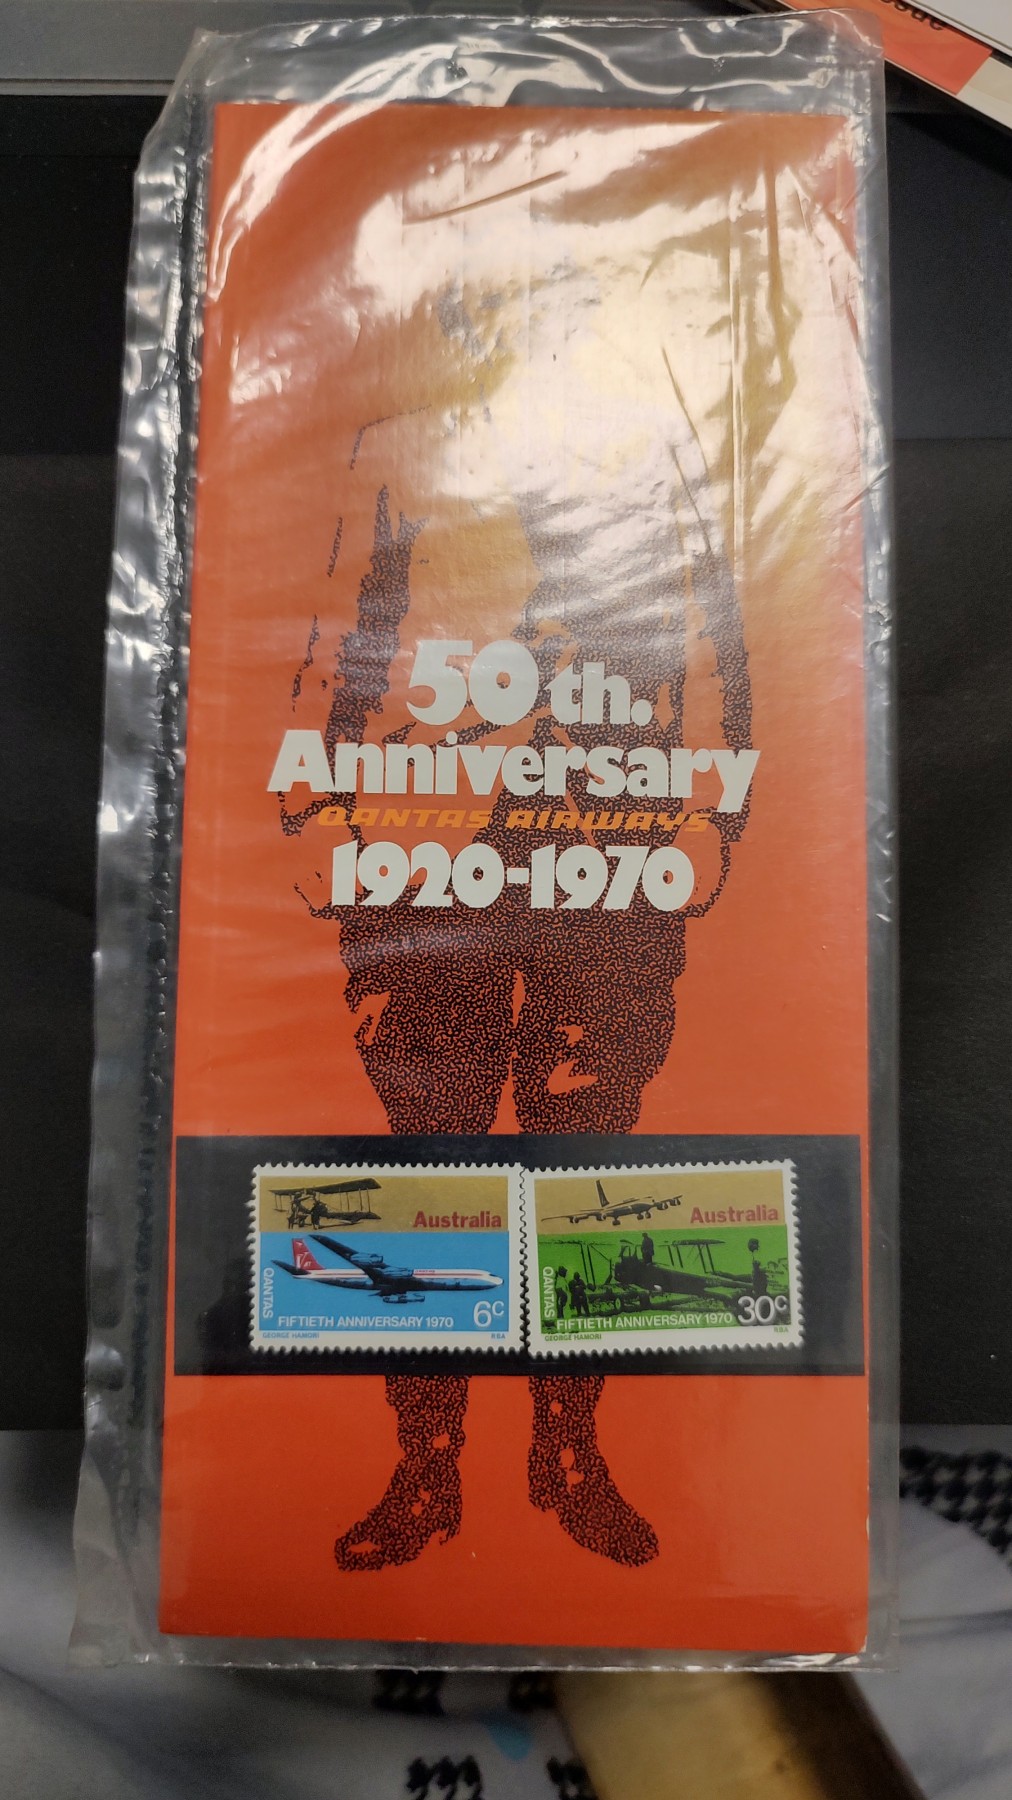 50th.
Anniversary
QANTAS AIRWAYS
1920-1970
Australia
QANTAS
6c
FIFTIETH ANNIVERSARY 1970
GEORGE HAMORI
RBA
Australia
QANTAS
30c
FIFTIETH ANNIVERSARY 1970
GEORGE HAMORI
RBA